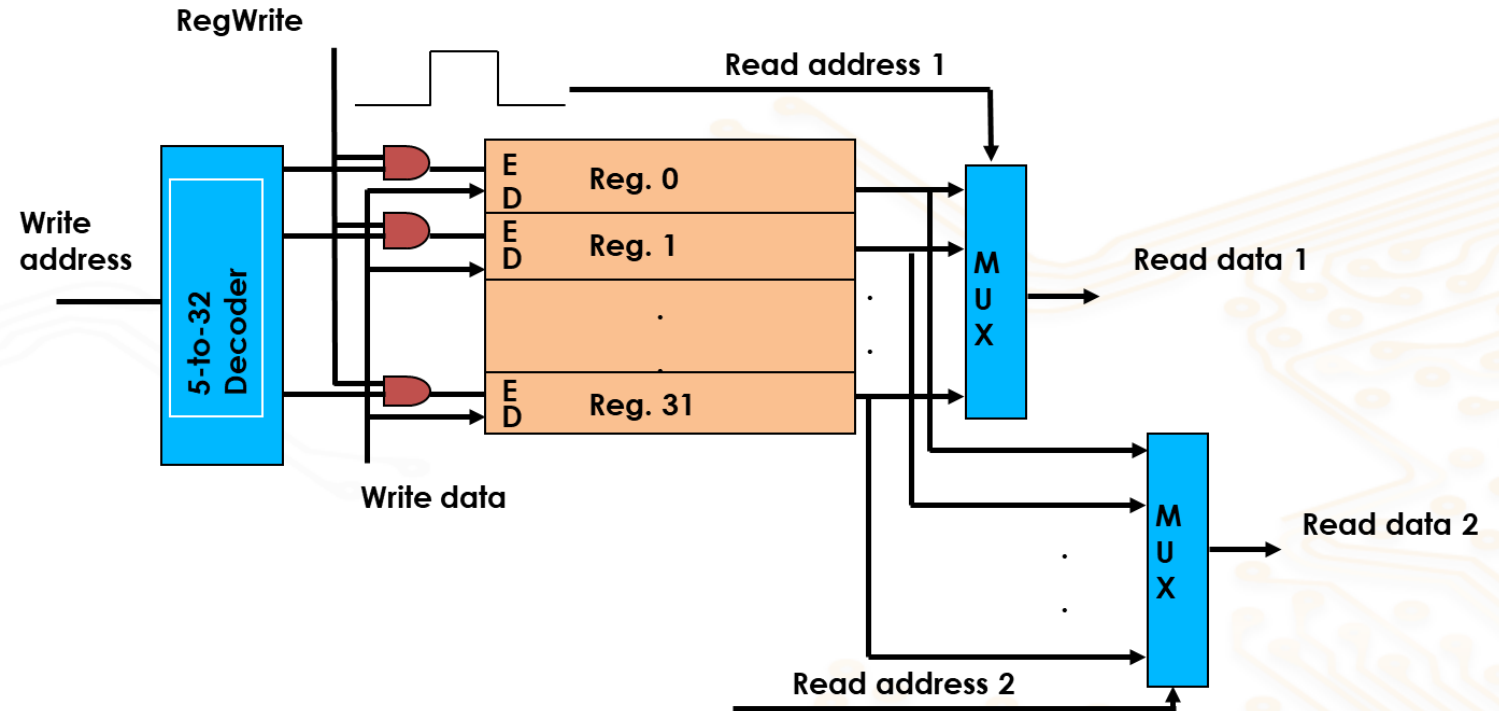 RegWrite
Read address 1
Write
address
5-to-32
Decoder
E
D
Reg. 0
E
D
Reg. 1
.
.
E
D
Reg. 31
.
.
M
U
X
Read data 1
Write data
M
U
X
Read data 2
.
.
Read address 2